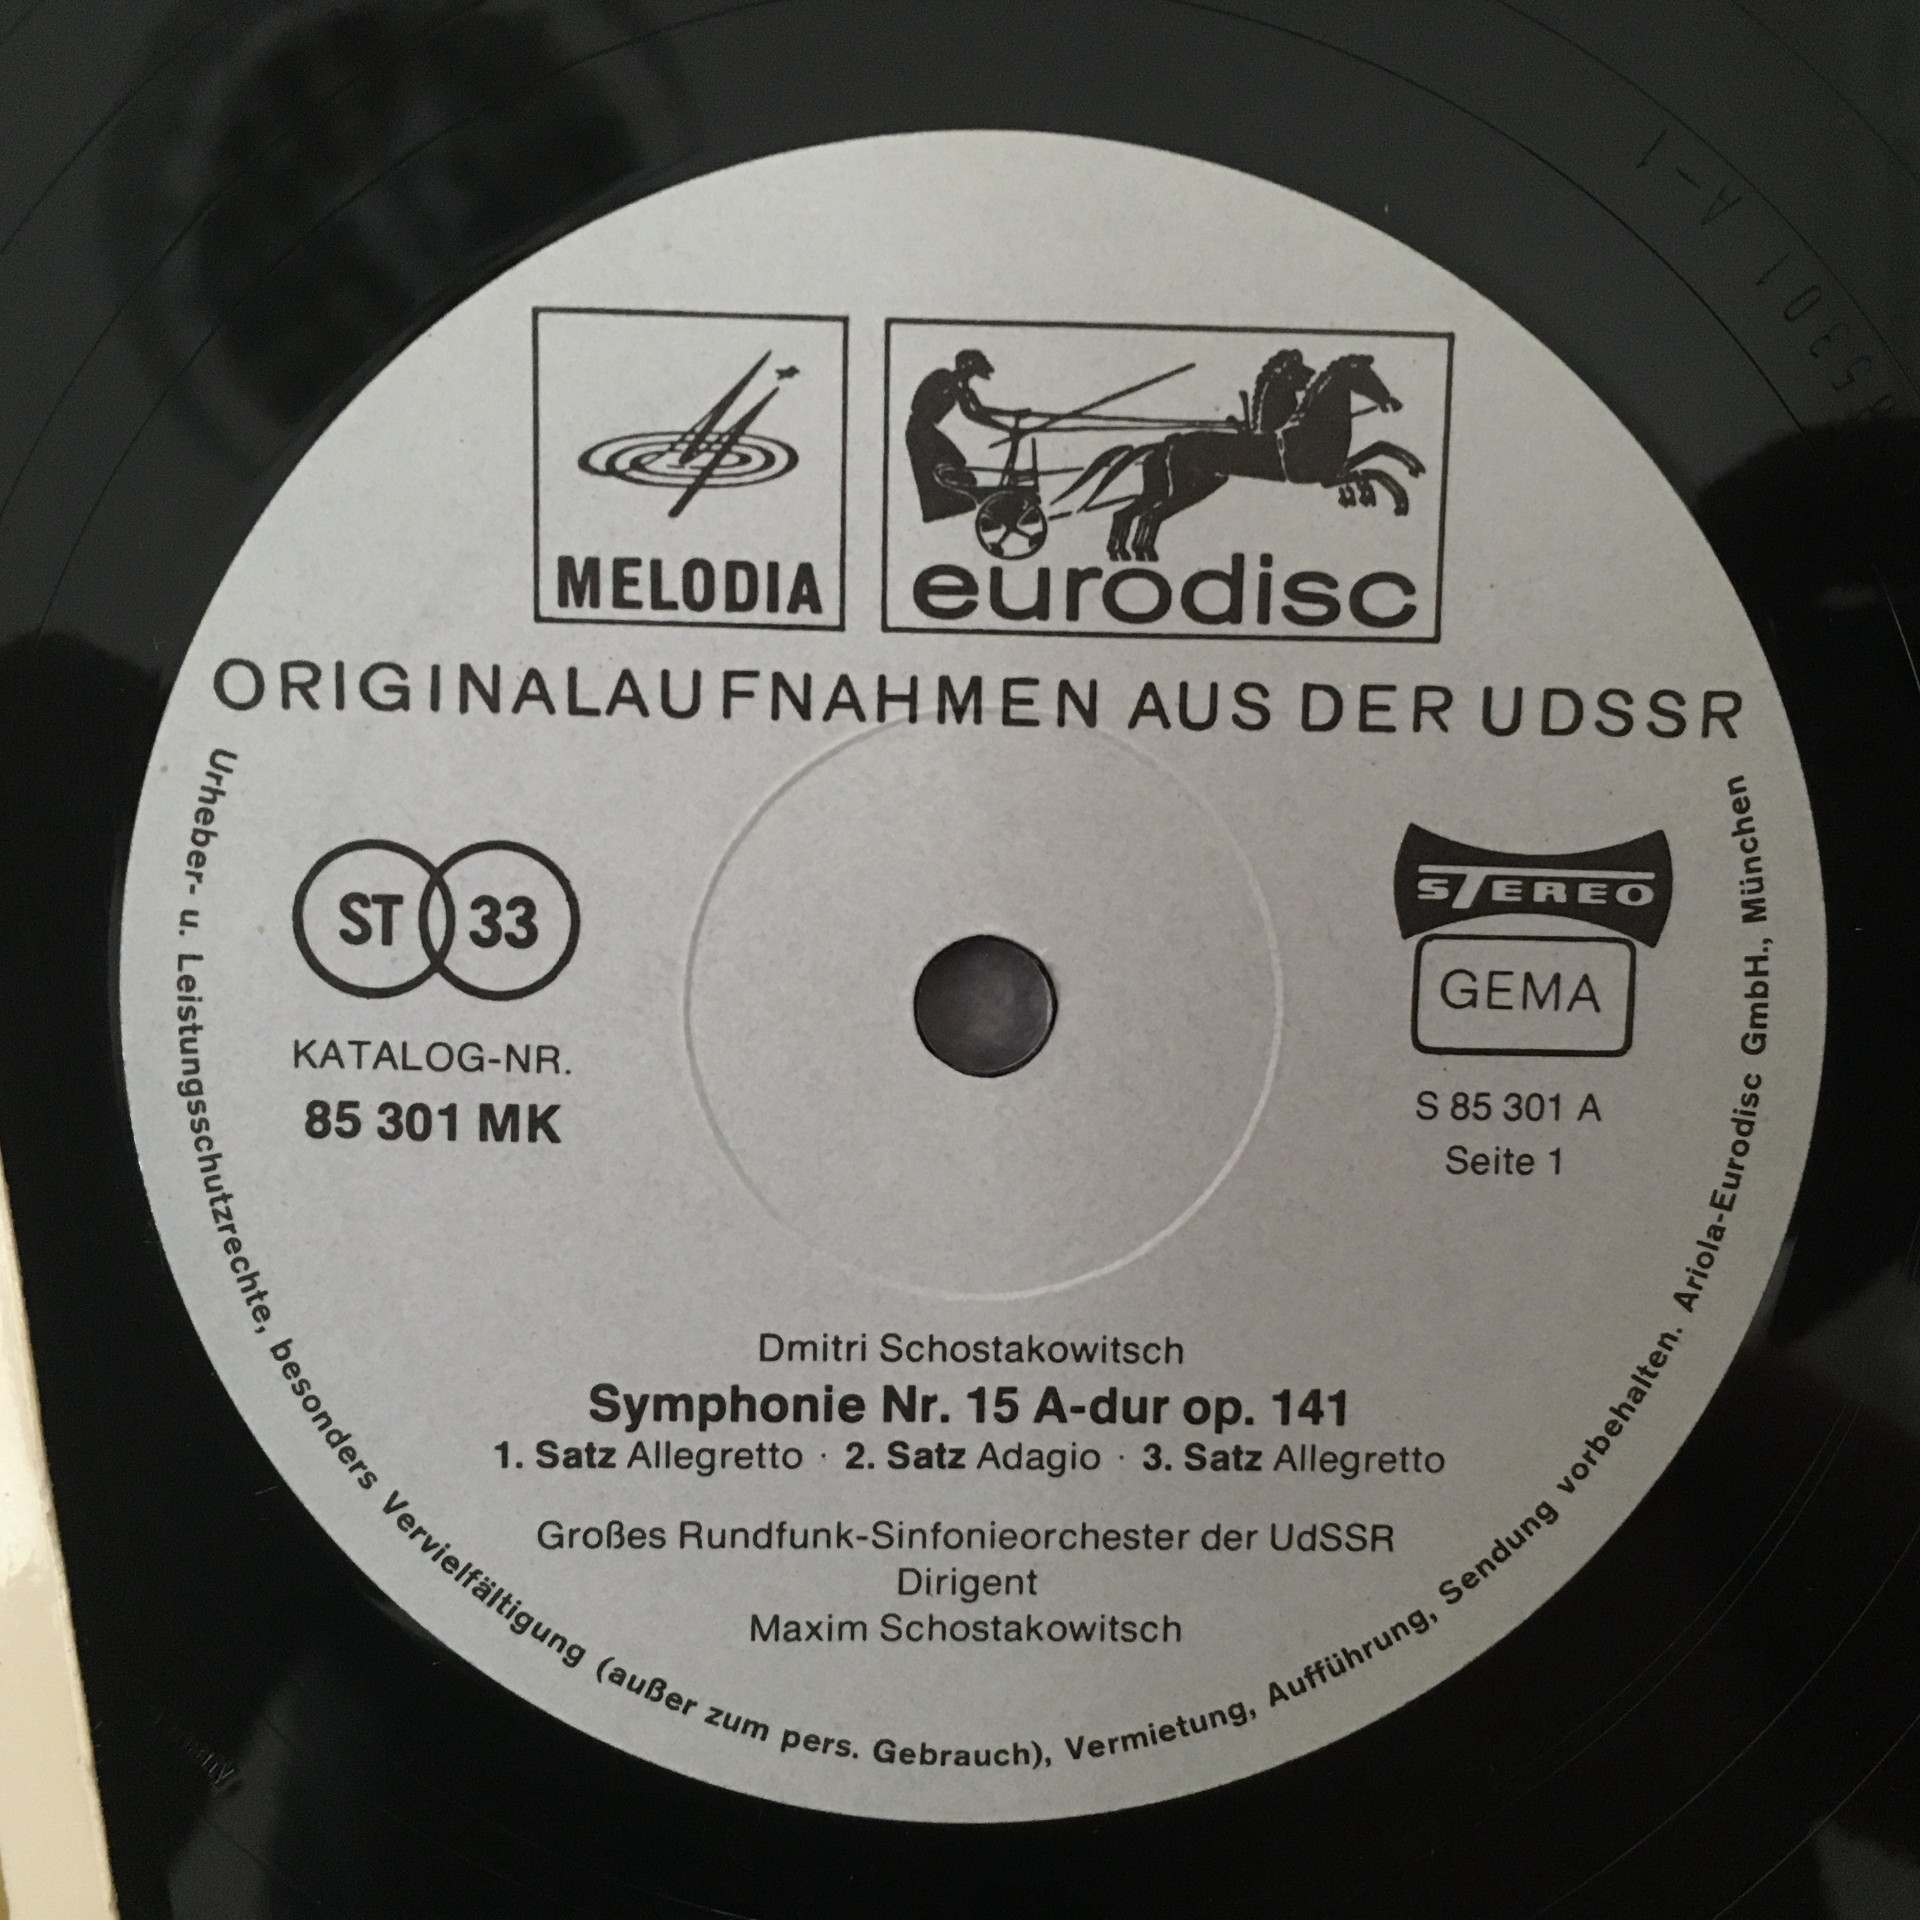 MELODIA
eurodisc
ORIGINALAUFNAHMEN AUS DER UDSSR
ST 33
KATALOG-NR.
85 301 MK
STEREO
GEMA
S 85 301 A
Seite 1
Dmitri Schostakowitsch
Symphonie Nr. 15 A-dur op. 141
1. Satz Allegretto · 2. Satz Adagio · 3. Satz Allegretto
Großes Rundfunk-Sinfonieorchester der UdSSR
Dirigent
Maxim Schostakowitsch
Urheber- u. Leistungsschutzrechte, besonders Vervielfältigung (außer zum pers. Gebrauch), Vermietung, Aufführung, Sendung vorbehalten. Ariola-Eurodisc GmbH., München
85301 A-1